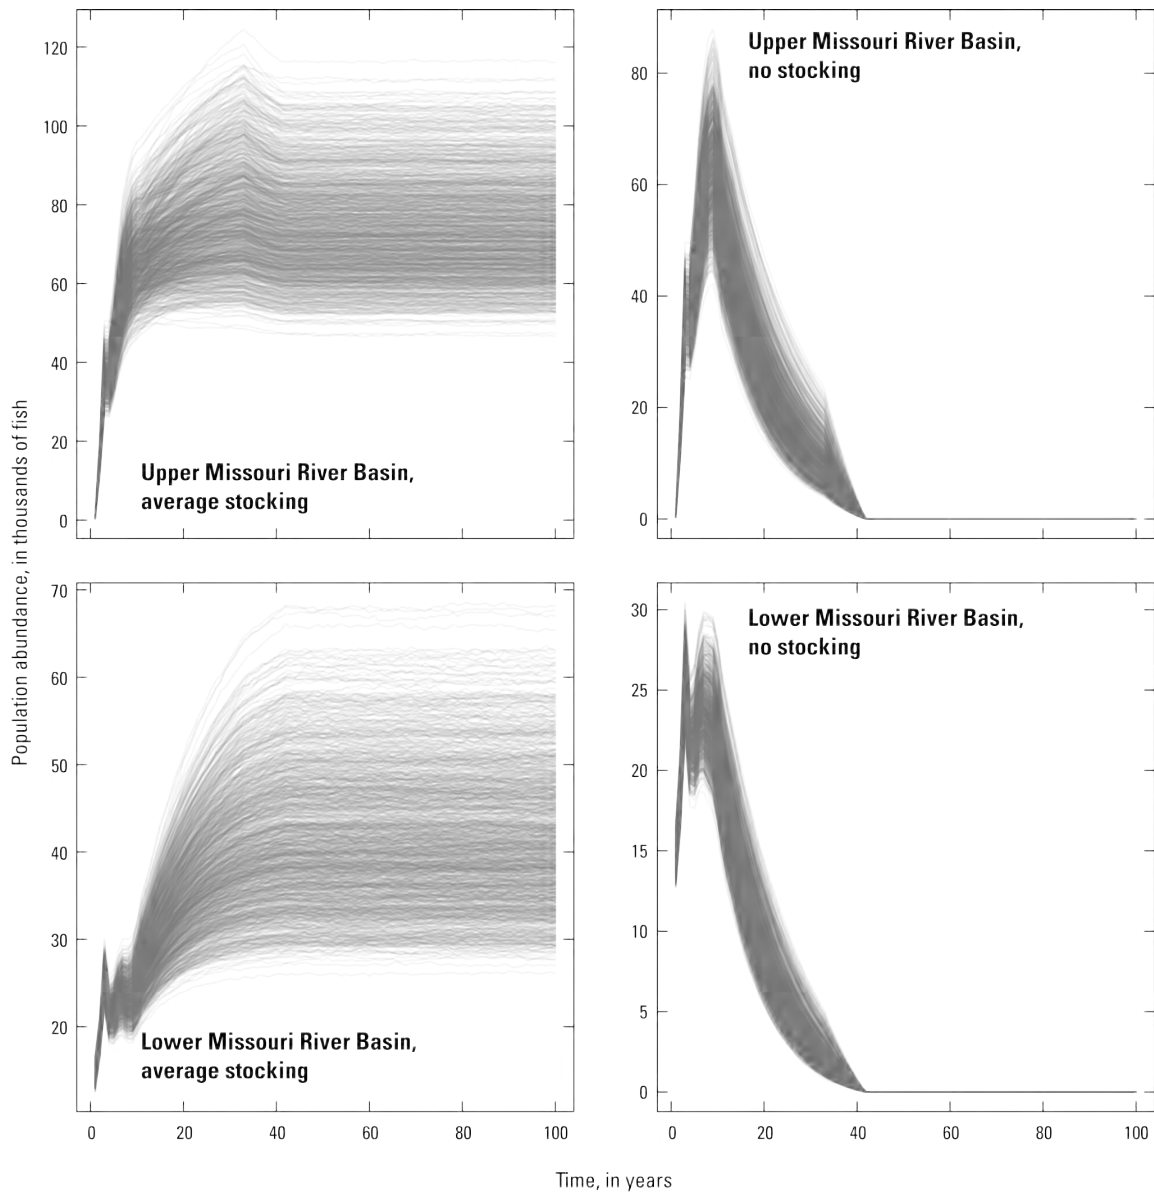 120
100
80
60
40
20
0
Upper Missouri River Basin,
average stocking
80
60
40
20
0
Upper Missouri River Basin,
no stocking
Population abundance, in thousands of fish
70
60
50
40
30
20
Lower Missouri River Basin,
average stocking
0 20 40 60 80 100
30
25
20
15
10
5
0
Lower Missouri River Basin,
no stocking
0 20 40 60 80 100
Time, in years